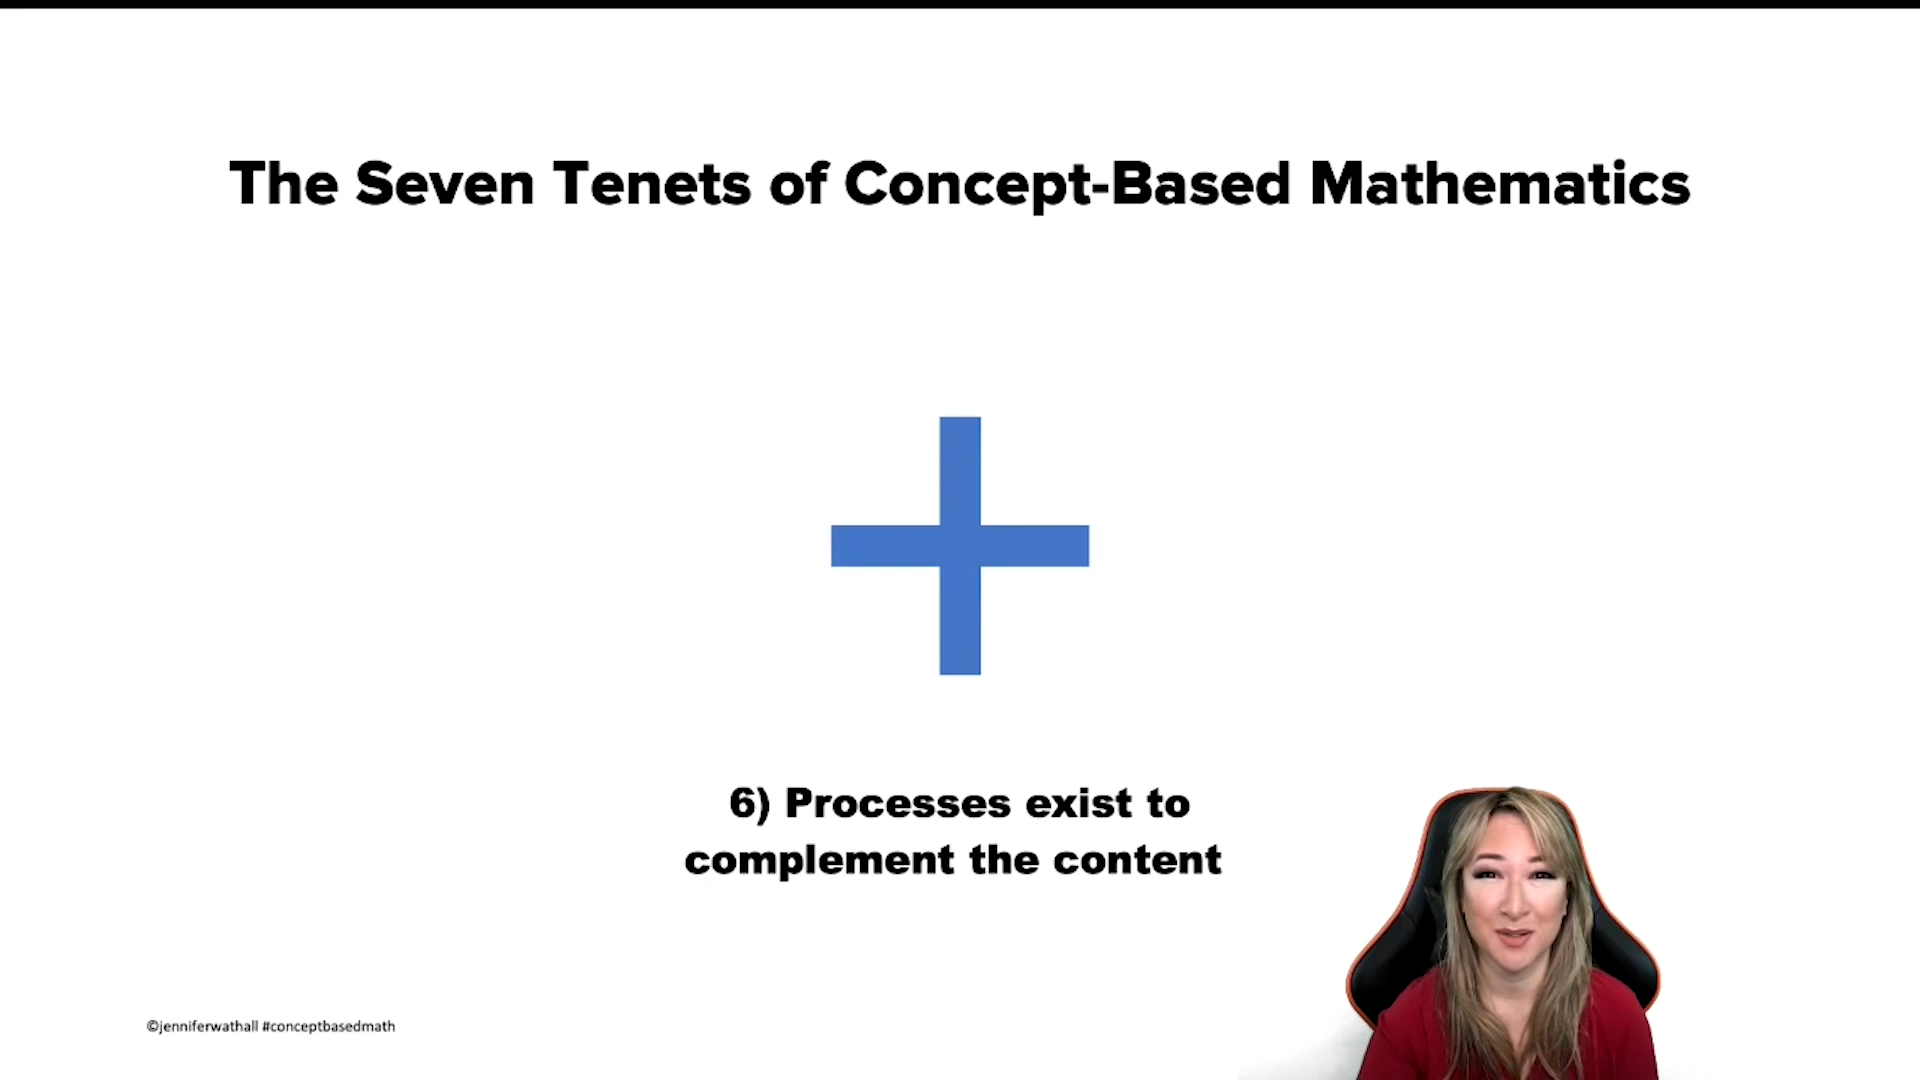 The Seven Tenets of Concept-Based Mathematics
6) Processes exist to
complement the content
©jenniferwathall #conceptbasedmath